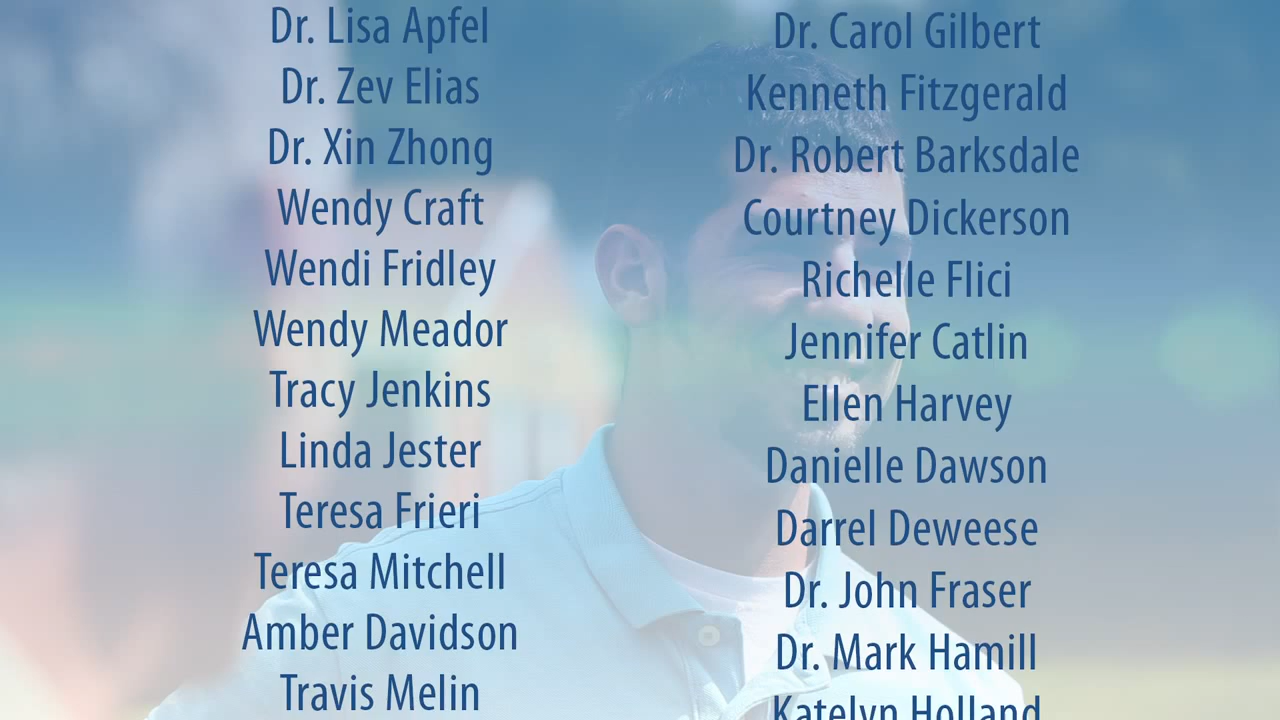 Dr. Lisa Apfel
Dr. Zev Elias
Dr. Xin Zhong
Wendy Craft
Wendi Fridley
Wendy Meador
Tracy Jenkins
Linda Jester
Teresa Frieri
Teresa Mitchell
Amber Davidson
Travis Melin
Dr. Carol Gilbert
Kenneth Fitzgerald
Dr. Robert Barksdale
Courtney Dickerson
Richelle Flici
Jennifer Catlin
Ellen Harvey
Danielle Dawson
Darrel Deweese
Dr. John Fraser
Dr. Mark Hamill
Katelyn Holland